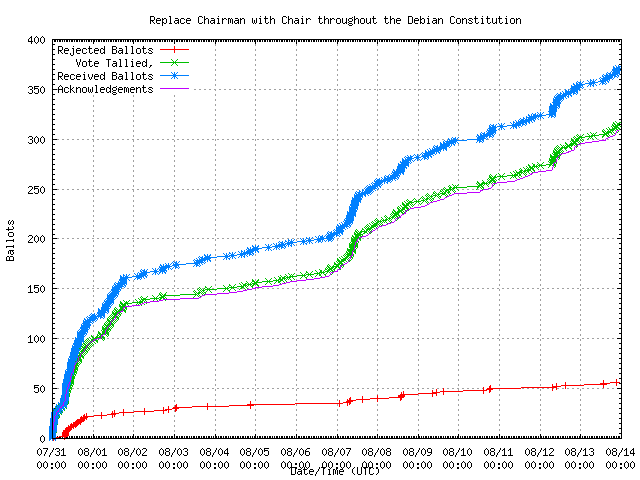 Replace Chairman with Chair throughout the Debian Constitution
400
350
300
250
200
150
100
50
0
Ballots
Rejected Ballots
Vote Tallied,
Received Ballots
Acknowledgements
07/31 08/01 08/02 08/03 08/04 08/05 08/06 08/07 08/08 08/09 08/10 08/11 08/12 08/13 08/14
00:00 00:00 00:00 00:00 00:00 00:00 00:00 00:00 00:00 00:00 00:00 00:00 00:00 00:00 00:00
Date/Time (UTC)